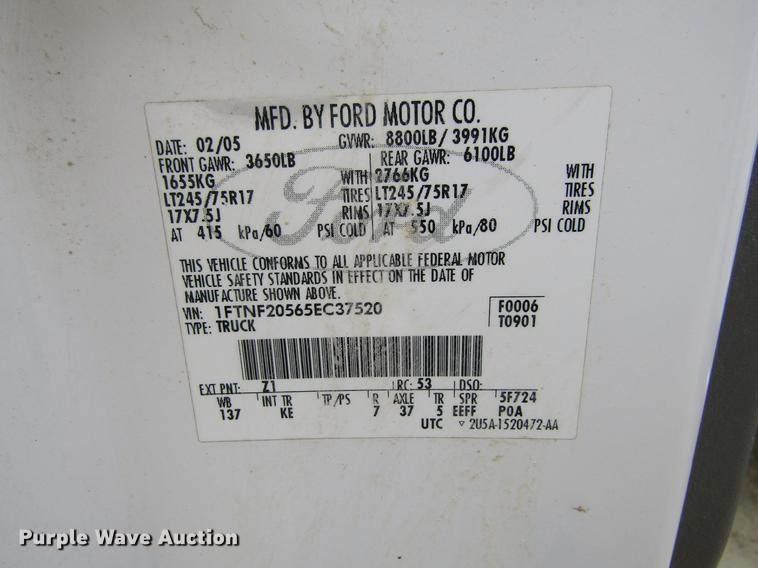 MFD. BY FORD MOTOR CO.
DATE: 02/05 GVWR: 8800LB/ 3991KG
FRONT GAWR: 3650LB REAR GAWR: 6100LB
1655KG WITH 2766KG WITH
LT245/75R17 TIRES LT245/75R17 TIRES
17X7.5J RIMS 17X7.5J RIMS
AT 415 kPa/60 PSI COLD AT 550 kPa/80 PSI COLD
Ford
THIS VEHICLE CONFORMS TO ALL APPLICABLE FEDERAL MOTOR
VEHICLE SAFETY STANDARDS IN EFFECT ON THE DATE OF
MANUFACTURE SHOWN ABOVE.
VIN: 1FTNF20565EC37520 F0006
TYPE: TRUCK T0901
EXT PNT: Z1 RC: 53 DSO:
WB INT TR TP/PS R AXLE TR SPR 5F724
137 KE 7 37 5 EEFF P0A
UTC ▽ 2U5A-1520472-AA
Purple Wave Auction